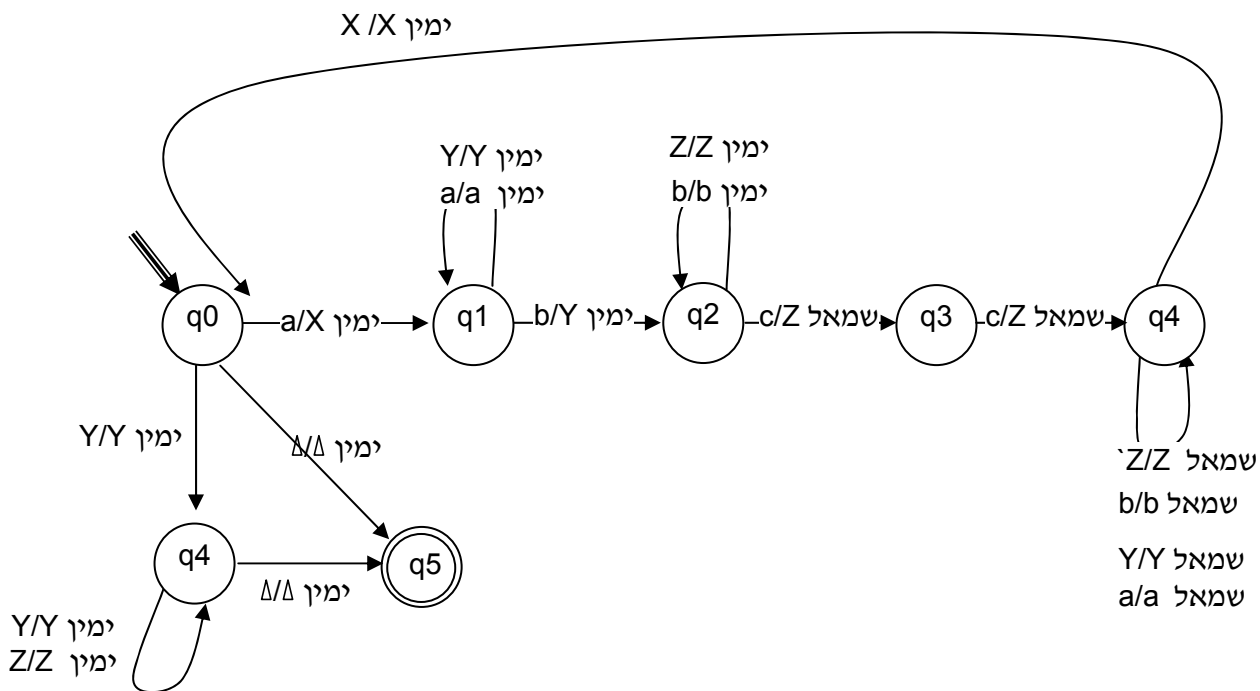 X /X ימין
Y/Y ימין
a/a ימין
Z/Z ימין
b/b ימין
q0
a/X ימין
q1
b/Y ימין
q2
c/Z שמאל
q3
c/Z שמאל
q4
Y/Y ימין
Δ/Δ ימין
`Z/Z שמאל
b/b שמאל
Y/Y שמאל
a/a שמאל
q4
Δ/Δ ימין
q5
Y/Y ימין
Z/Z ימין